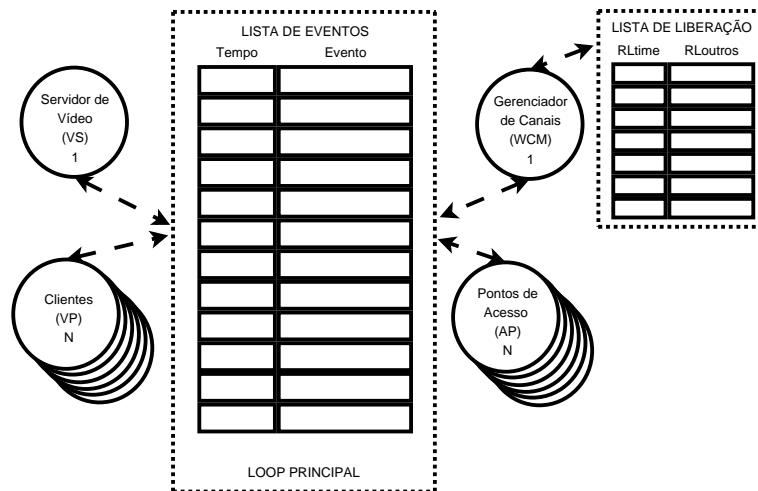 LISTA DE EVENTOS
Tempo Evento
LOOP PRINCIPAL
Servidor de
Vídeo
(VS)
1
Clientes
(VP)
N
Gerenciador
de Canais
(WCM)
1
Pontos de
Acesso
(AP)
N
LISTA DE LIBERAÇÃO
RLtime RLoutros